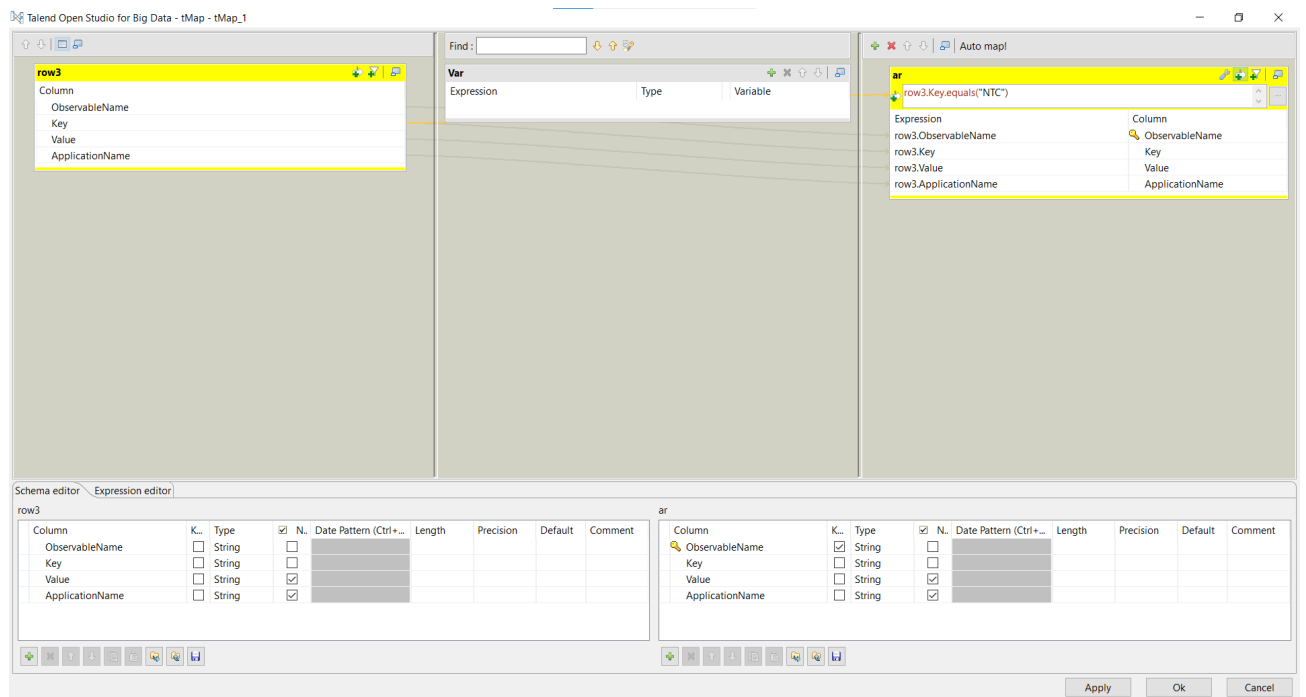 Talend Open Studio for Big Data - tMap - tMap_1
Find :
Auto map!
row3
Column
ObservableName
Key
Value
ApplicationName
Var
Expression Type Variable
ar
row3.Key.equals("NTC")
Expression Column
row3.ObservableName ObservableName
row3.Key Key
row3.Value Value
row3.ApplicationName ApplicationName
Schema editor Expression editor
row3
Column K... Type N.. Date Pattern (Ctrl+... Length Precision Default Comment
ObservableName String
Key String
Value String
ApplicationName String
ar
Column K... Type N.. Date Pattern (Ctrl+... Length Precision Default Comment
ObservableName String
Key String
Value String
ApplicationName String
Apply Ok Cancel